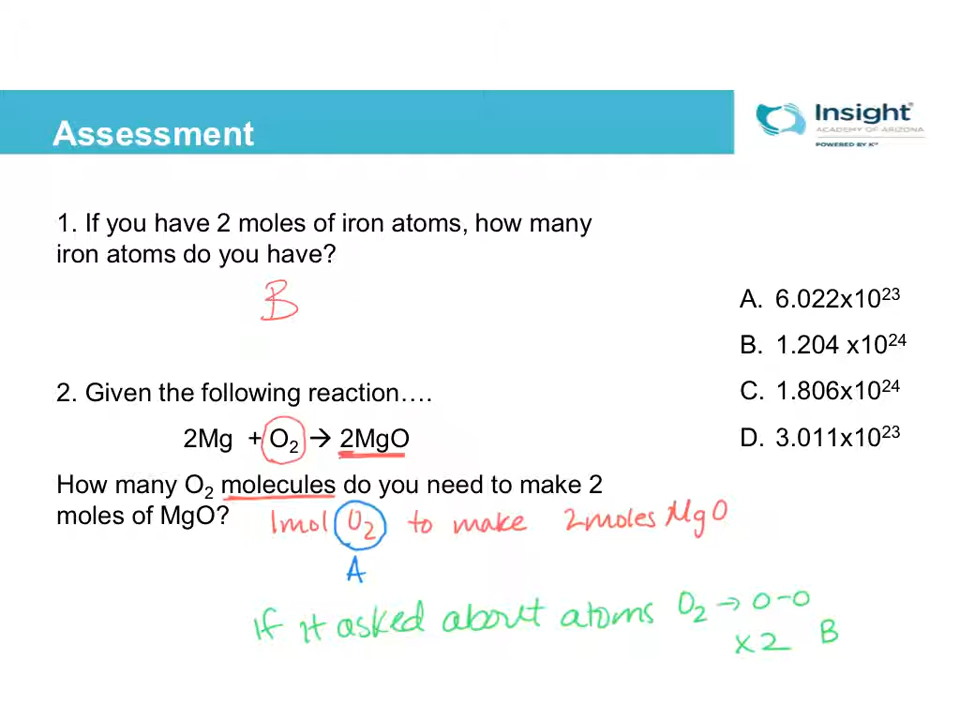 Assessment
Insight®
ACADEMY OF ARIZONA
POWERED BY K¹²
1. If you have 2 moles of iron atoms, how many
iron atoms do you have?
B
A. 6.022x10²³
B. 1.204 x10²⁴
C. 1.806x10²⁴
D. 3.011x10²³
2. Given the following reaction….
2Mg + O₂ → 2MgO
How many O₂ molecules do you need to make 2
moles of MgO?
1mol O₂ to make 2moles MgO
A
If it asked about atoms O₂ → O-O
x2 B